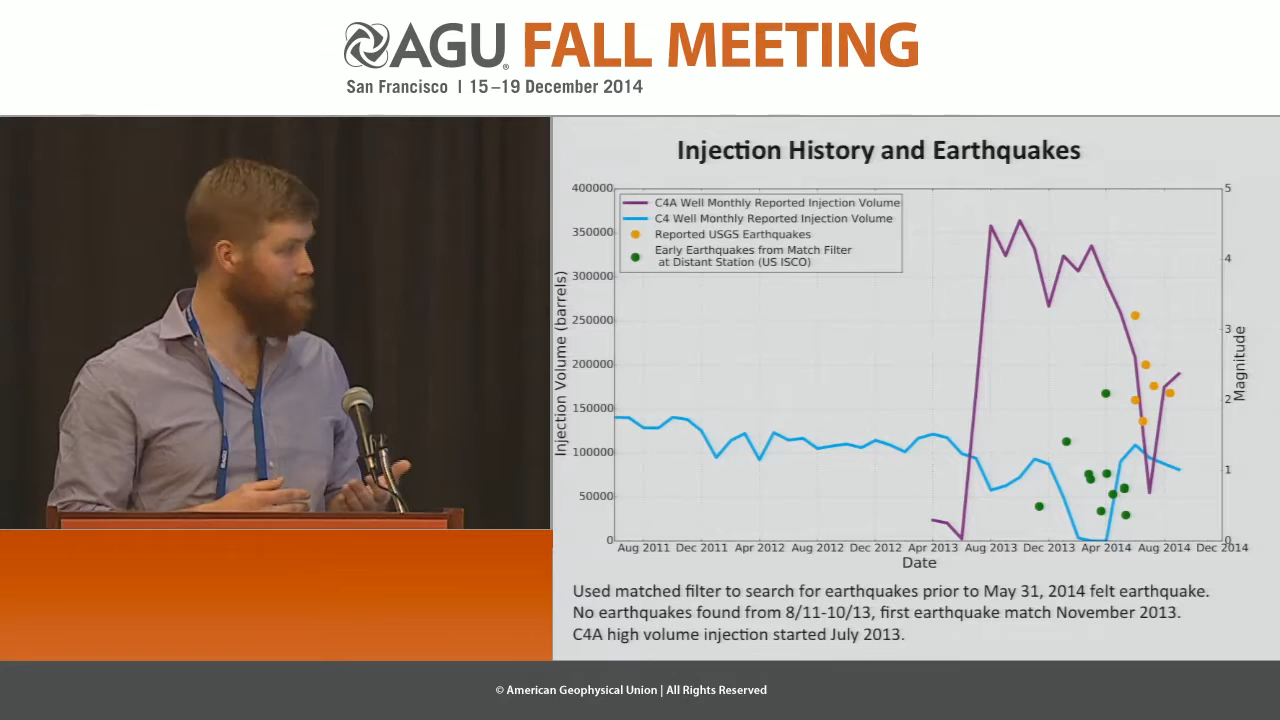 AGU® FALL MEETING
San Francisco | 15–19 December 2014
Injection History and Earthquakes
400000
350000
300000
250000
200000
150000
100000
50000
0
Injection Volume (barrels)
C4A Well Monthly Reported Injection Volume
C4 Well Monthly Reported Injection Volume
Reported USGS Earthquakes
Early Earthquakes from Match Filter
at Distant Station (US ISCO)
5
4
3
2
1
0
Magnitude
Aug 2011 Dec 2011 Apr 2012 Aug 2012 Dec 2012 Apr 2013 Aug 2013 Dec 2013 Apr 2014 Aug 2014 Dec 2014
Date
Used matched filter to search for earthquakes prior to May 31, 2014 felt earthquake.
No earthquakes found from 8/11-10/13, first earthquake match November 2013.
C4A high volume injection started July 2013.
AGU
© American Geophysical Union | All Rights Reserved